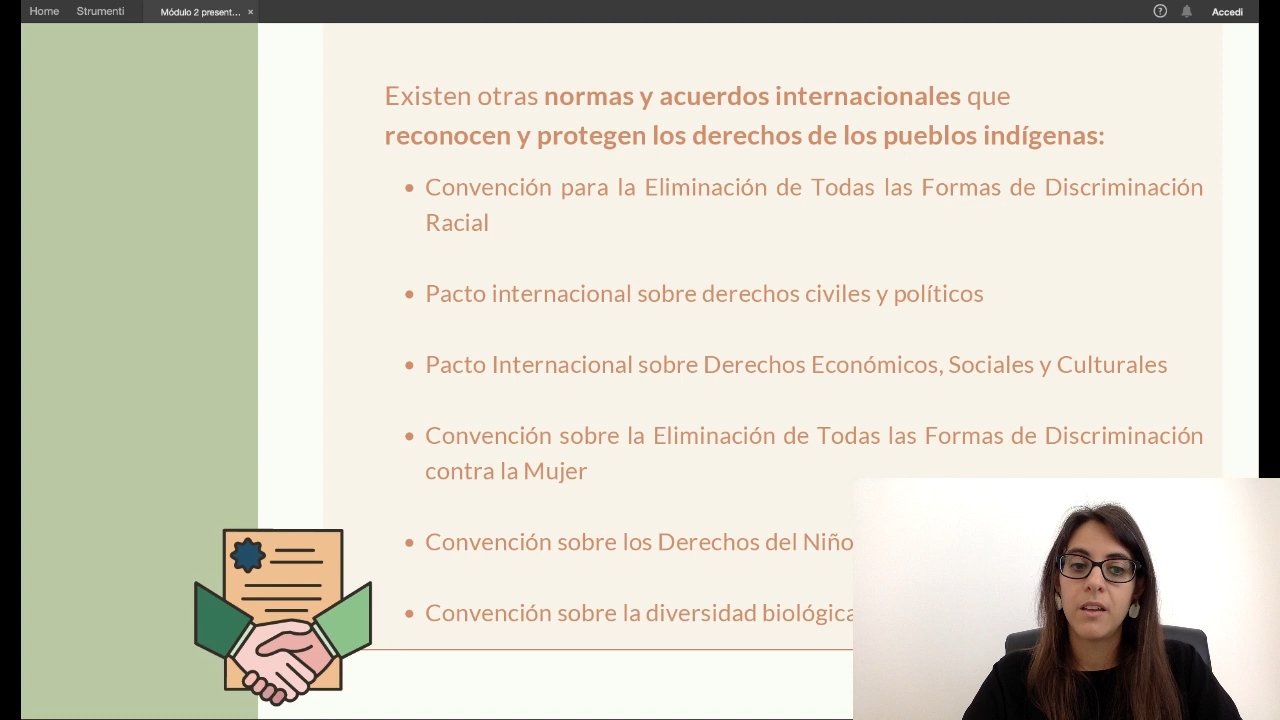 Home Strumenti Módulo 2 present... × ? Accedi
Existen otras normas y acuerdos internacionales que
reconocen y protegen los derechos de los pueblos indígenas:
• Convención para la Eliminación de Todas las Formas de Discriminación
Racial
• Pacto internacional sobre derechos civiles y políticos
• Pacto Internacional sobre Derechos Económicos, Sociales y Culturales
• Convención sobre la Eliminación de Todas las Formas de Discriminación
contra la Mujer
• Convención sobre los Derechos del Niño
• Convención sobre la diversidad biológica